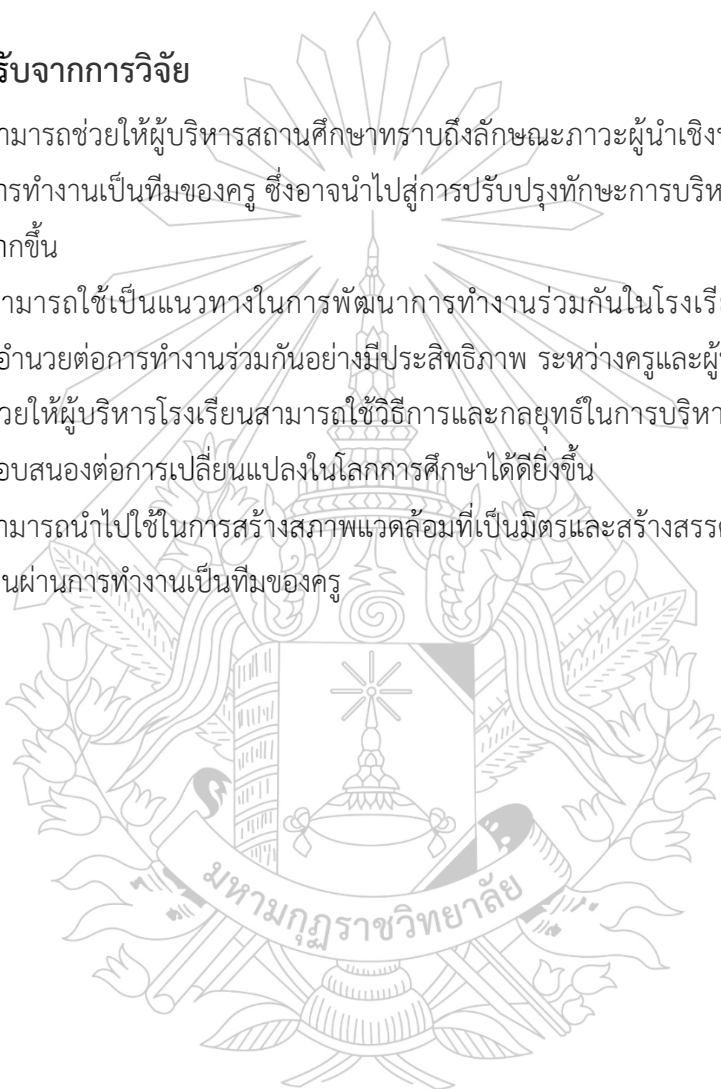 รับจากการวิจัย
ามารถช่วยให้ผู้บริหารสถานศึกษาทราบถึงลักษณะภาวะผู้นำเชิง
ารทำงานเป็นทีมของครู ซึ่งอาจนำไปสู่การปรับปรุงทักษะการบริห
ากขึ้น
ามารถใช้เป็นแนวทางในการพัฒนาการทำงานร่วมกันในโรงเรีย
อำนวยต่อการทำงานร่วมกันอย่างมีประสิทธิภาพ ระหว่างครูและผู้
วยให้ผู้บริหารโรงเรียนสามารถใช้วิธีการและกลยุทธ์ในการบริหา
อบสนองต่อการเปลี่ยนแปลงในโลกการศึกษาได้ดียิ่งขึ้น
ามารถนำไปใช้ในการสร้างสภาพแวดล้อมที่เป็นมิตรและสร้างสรร
นผ่านการทำงานเป็นทีมของครู
มหามกุฏราชวิทยาลัย